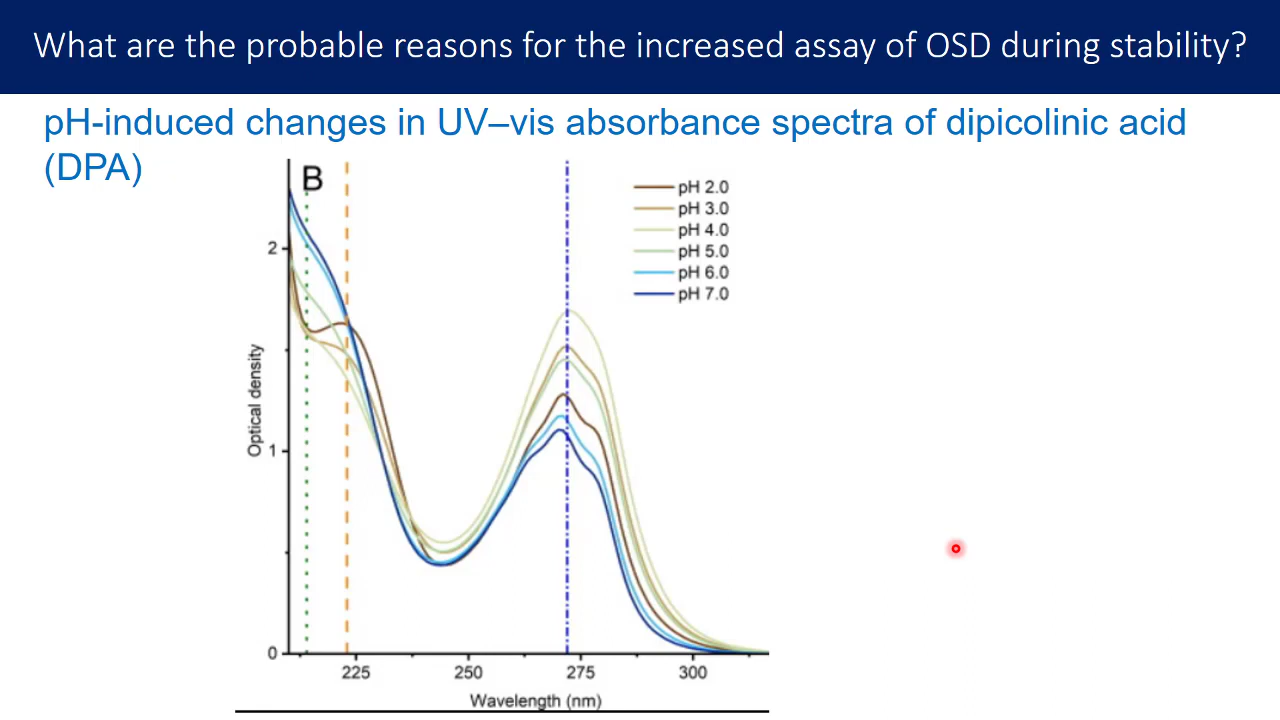 What are the probable reasons for the increased assay of OSD during stability?
pH-induced changes in UV–vis absorbance spectra of dipicolinic acid
(DPA)
B
pH 2.0
pH 3.0
pH 4.0
pH 5.0
pH 6.0
pH 7.0
2
1
0
Optical density
225 250 275 300
Wavelength (nm)